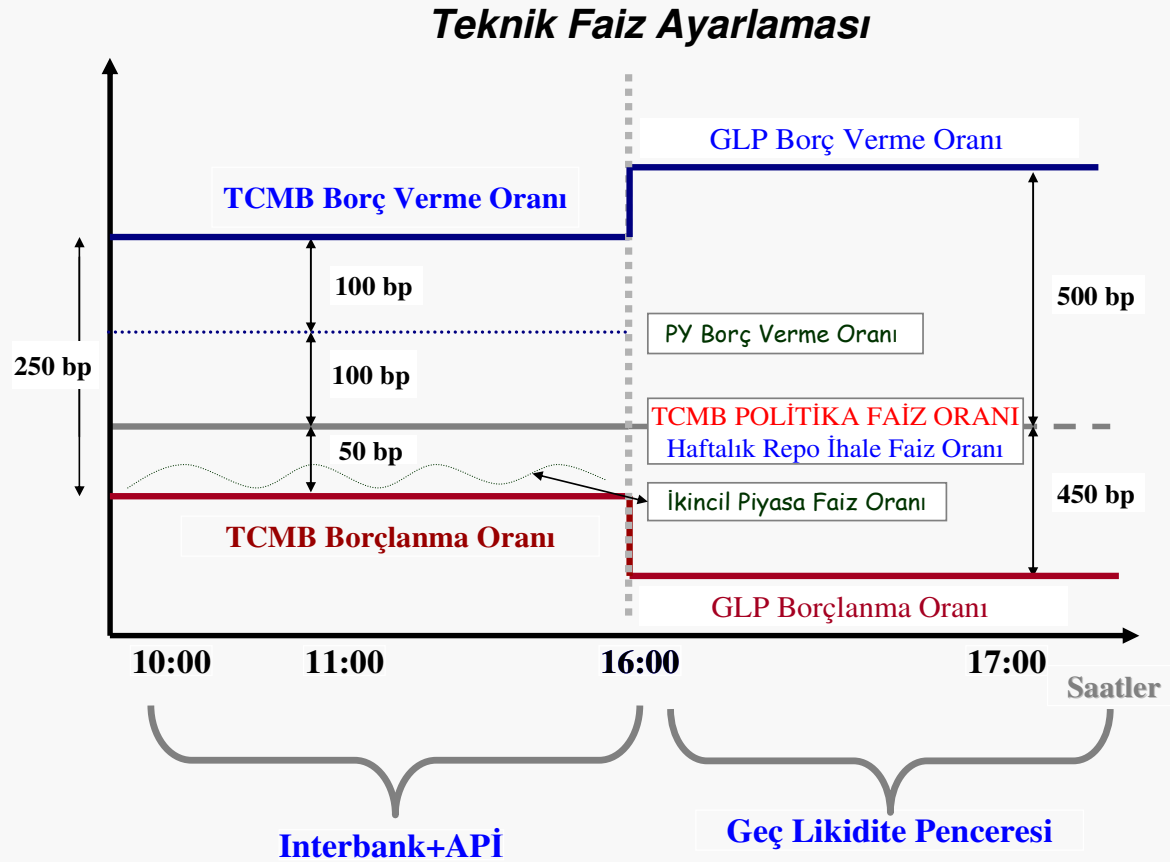 Teknik Faiz Ayarlaması
GLP Borç Verme Oranı
TCMB Borç Verme Oranı
100 bp
500 bp
PY Borç Verme Oranı
250 bp
100 bp
TCMB POLİTİKA FAİZ ORANI
Haftalık Repo İhale Faiz Oranı
50 bp
450 bp
İkincil Piyasa Faiz Oranı
TCMB Borçlanma Oranı
GLP Borçlanma Oranı
10:00 11:00 16:00 17:00
Saatler
Interbank+APİ
Geç Likidite Penceresi